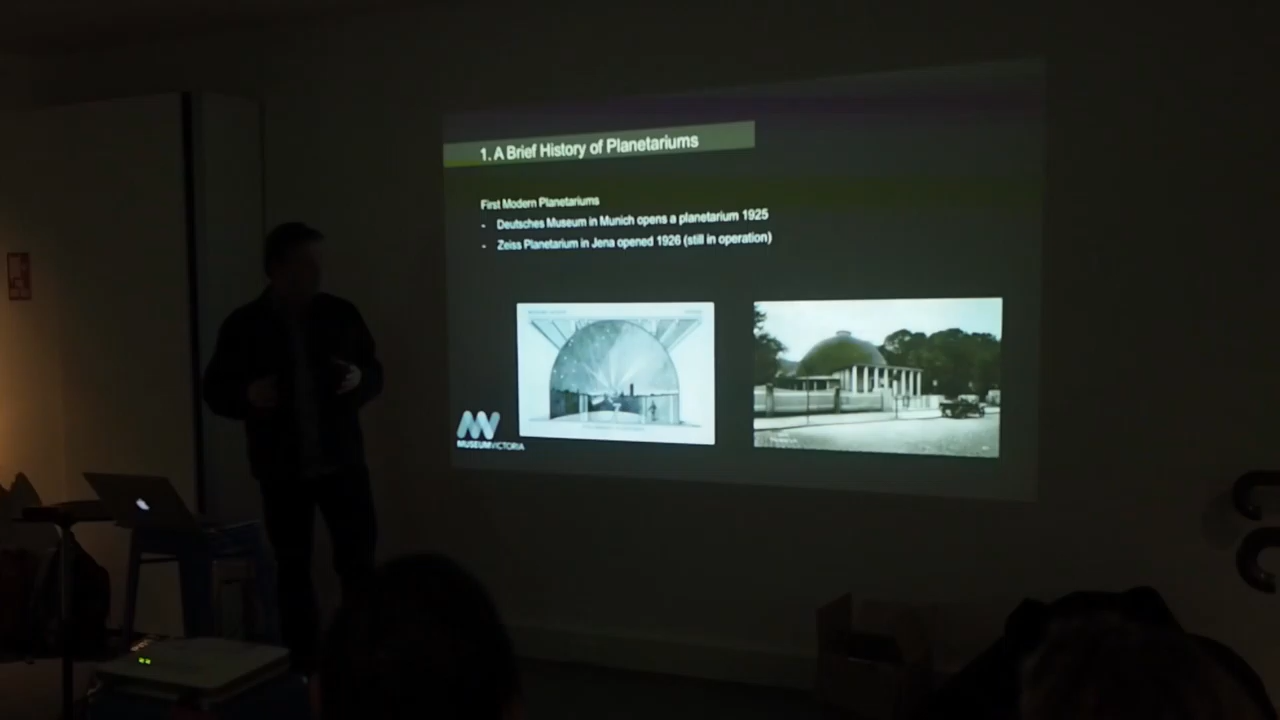 1. A Brief History of Planetariums
First Modern Planetariums
- Deutsches Museum in Munich opens a planetarium 1925
- Zeiss Planetarium in Jena opened 1926 (still in operation)
MUSEUMVICTORIA